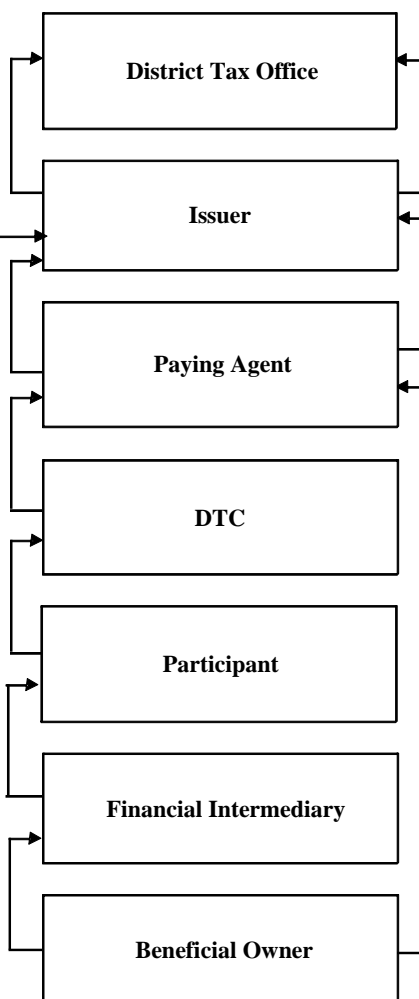 District Tax Office
Issuer
Paying Agent
DTC
Participant
Financial Intermediary
Beneficial Owner